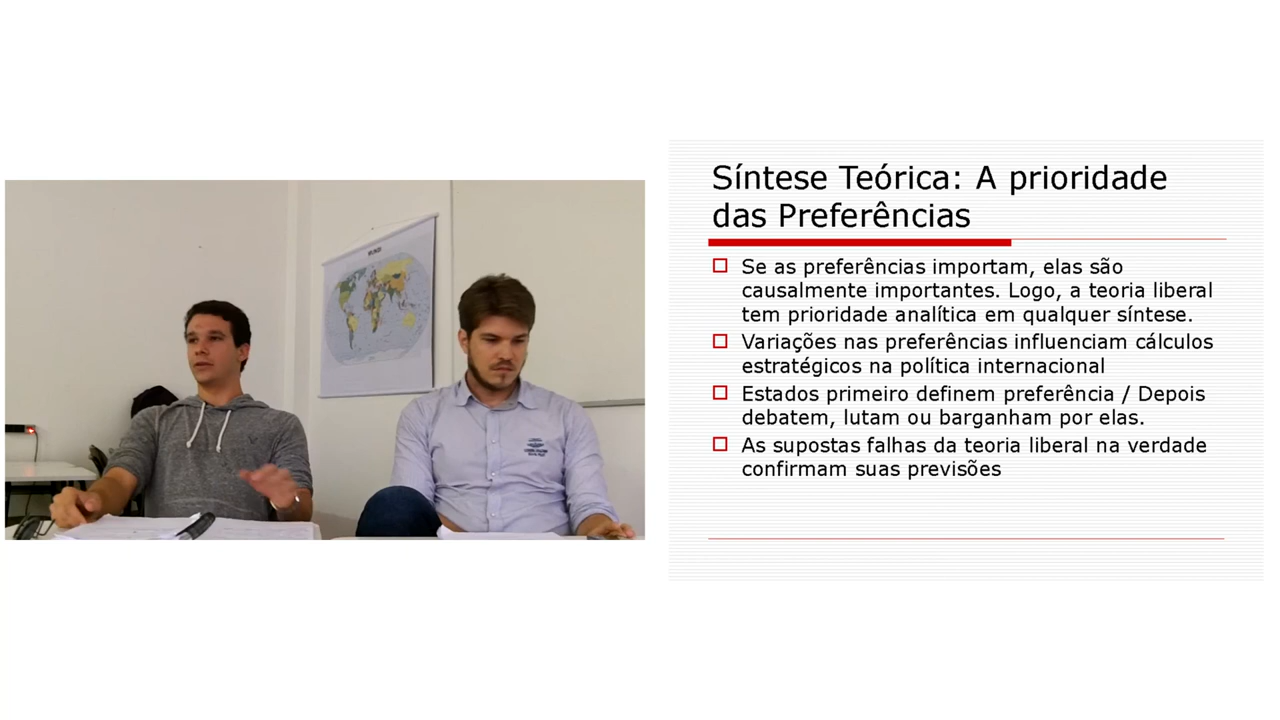 Síntese Teórica: A prioridade
das Preferências
Se as preferências importam, elas são
causalmente importantes. Logo, a teoria liberal
tem prioridade analítica em qualquer síntese.
Variações nas preferências influenciam cálculos
estratégicos na política internacional
Estados primeiro definem preferência / Depois
debatem, lutam ou barganham por elas.
As supostas falhas da teoria liberal na verdade
confirmam suas previsões